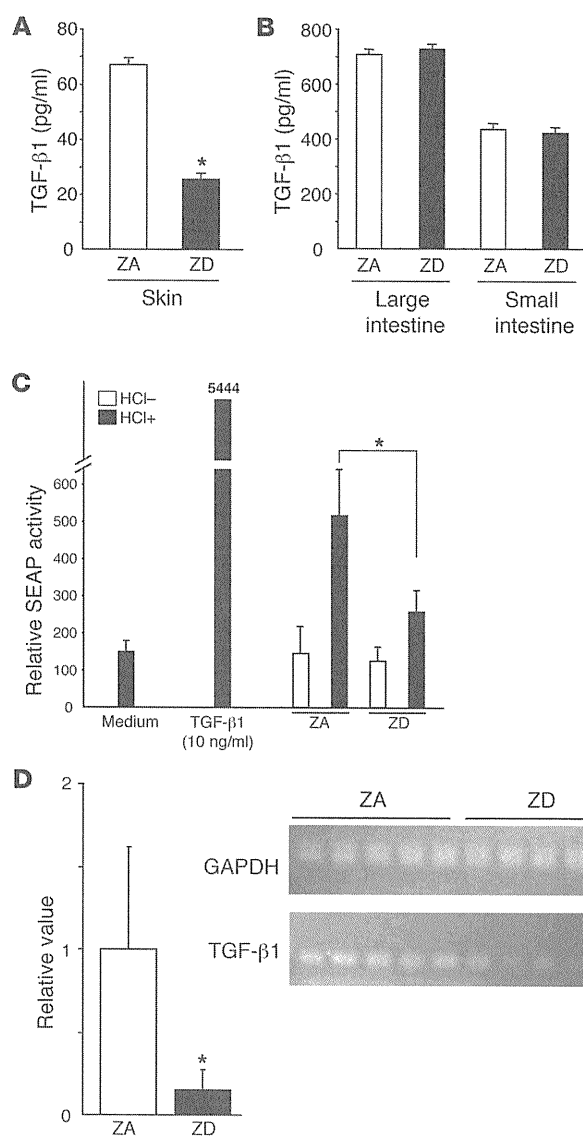 A
TGF-β1 (pg/ml)
80
60
40
20
0
*
ZA
ZD
Skin
B
TGF-β1 (pg/ml)
800
600
400
200
0
ZA
ZD
ZA
ZD
Large
intestine
Small
intestine
C
HCl–
HCl+
5444
*
Relative SEAP activity
600
500
400
300
200
100
0
Medium
TGF-β1
(10 ng/ml)
ZA
ZD
D
Relative value
2
1
0
*
ZA
ZD
ZA
ZD
GAPDH
TGF-β1